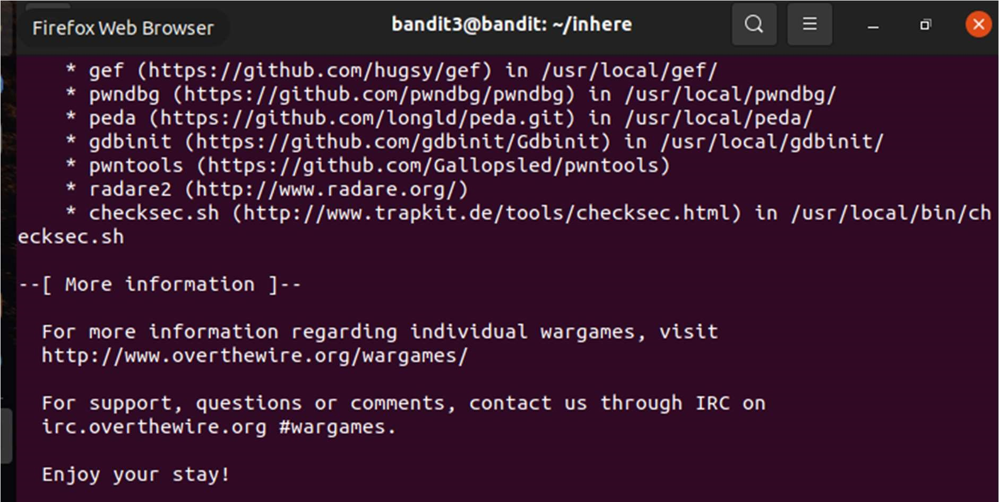 Firefox Web Browser
bandit3@bandit: ~/inhere
* gef (https://github.com/hugsy/gef) in /usr/local/gef/
* pwndbg (https://github.com/pwndbg/pwndbg) in /usr/local/pwndbg/
* peda (https://github.com/longld/peda.git) in /usr/local/peda/
* gdbinit (https://github.com/gdbinit/Gdbinit) in /usr/local/gdbinit/
* pwntools (https://github.com/Gallopsled/pwntools)
* radare2 (http://www.radare.org/)
* checksec.sh (http://www.trapkit.de/tools/checksec.html) in /usr/local/bin/ch
ecksec.sh
--[ More information ]--
For more information regarding individual wargames, visit
http://www.overthewire.org/wargames/
For support, questions or comments, contact us through IRC on
irc.overthewire.org #wargames.
Enjoy your stay!